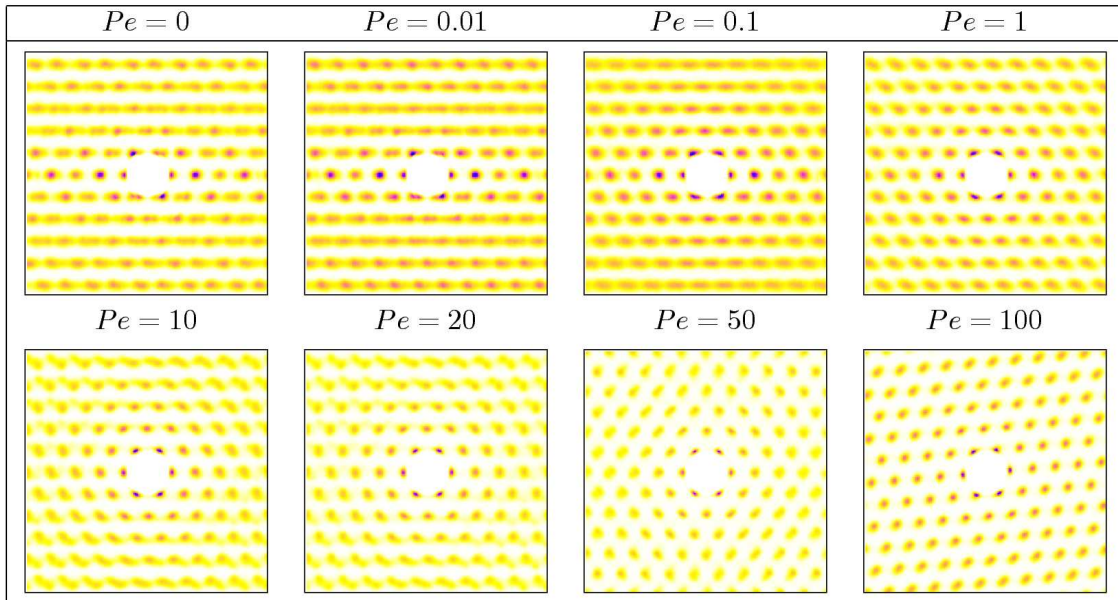 Pe = 0 Pe = 0.01 Pe = 0.1 Pe = 1
Pe = 10 Pe = 20 Pe = 50 Pe = 100